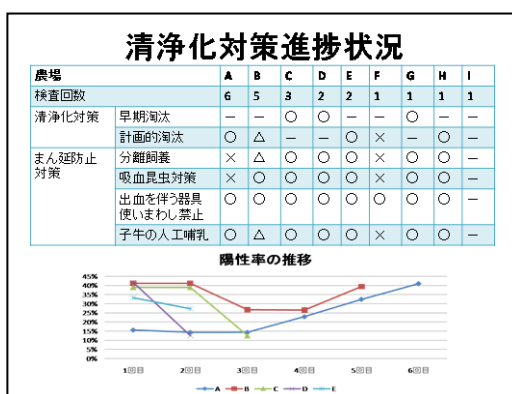 清浄化対策進捗状況
農場 A B C D E F G H I
検査回数 6 5 3 2 2 1 1 1 1
清浄化対策 早期淘汰 － － ○ ○ － － ○ － －
計画的淘汰 ○ △ － － ○ × － ○ －
まん延防止対策 分離飼養 × △ ○ ○ ○ × ○ ○ －
吸血昆虫対策 × ○ ○ ○ ○ × ○ ○ －
出血を伴う器具
使いまわし禁止 ○ ○ ○ ○ ○ ○ ○ ○ －
子牛の人工哺乳 ○ △ ○ ○ ○ × ○ ○ －
陽性率の推移
45%
40%
35%
30%
25%
20%
15%
10%
5%
0%
1回目 2回目 3回目 4回目 5回目 6回目
A B C D E